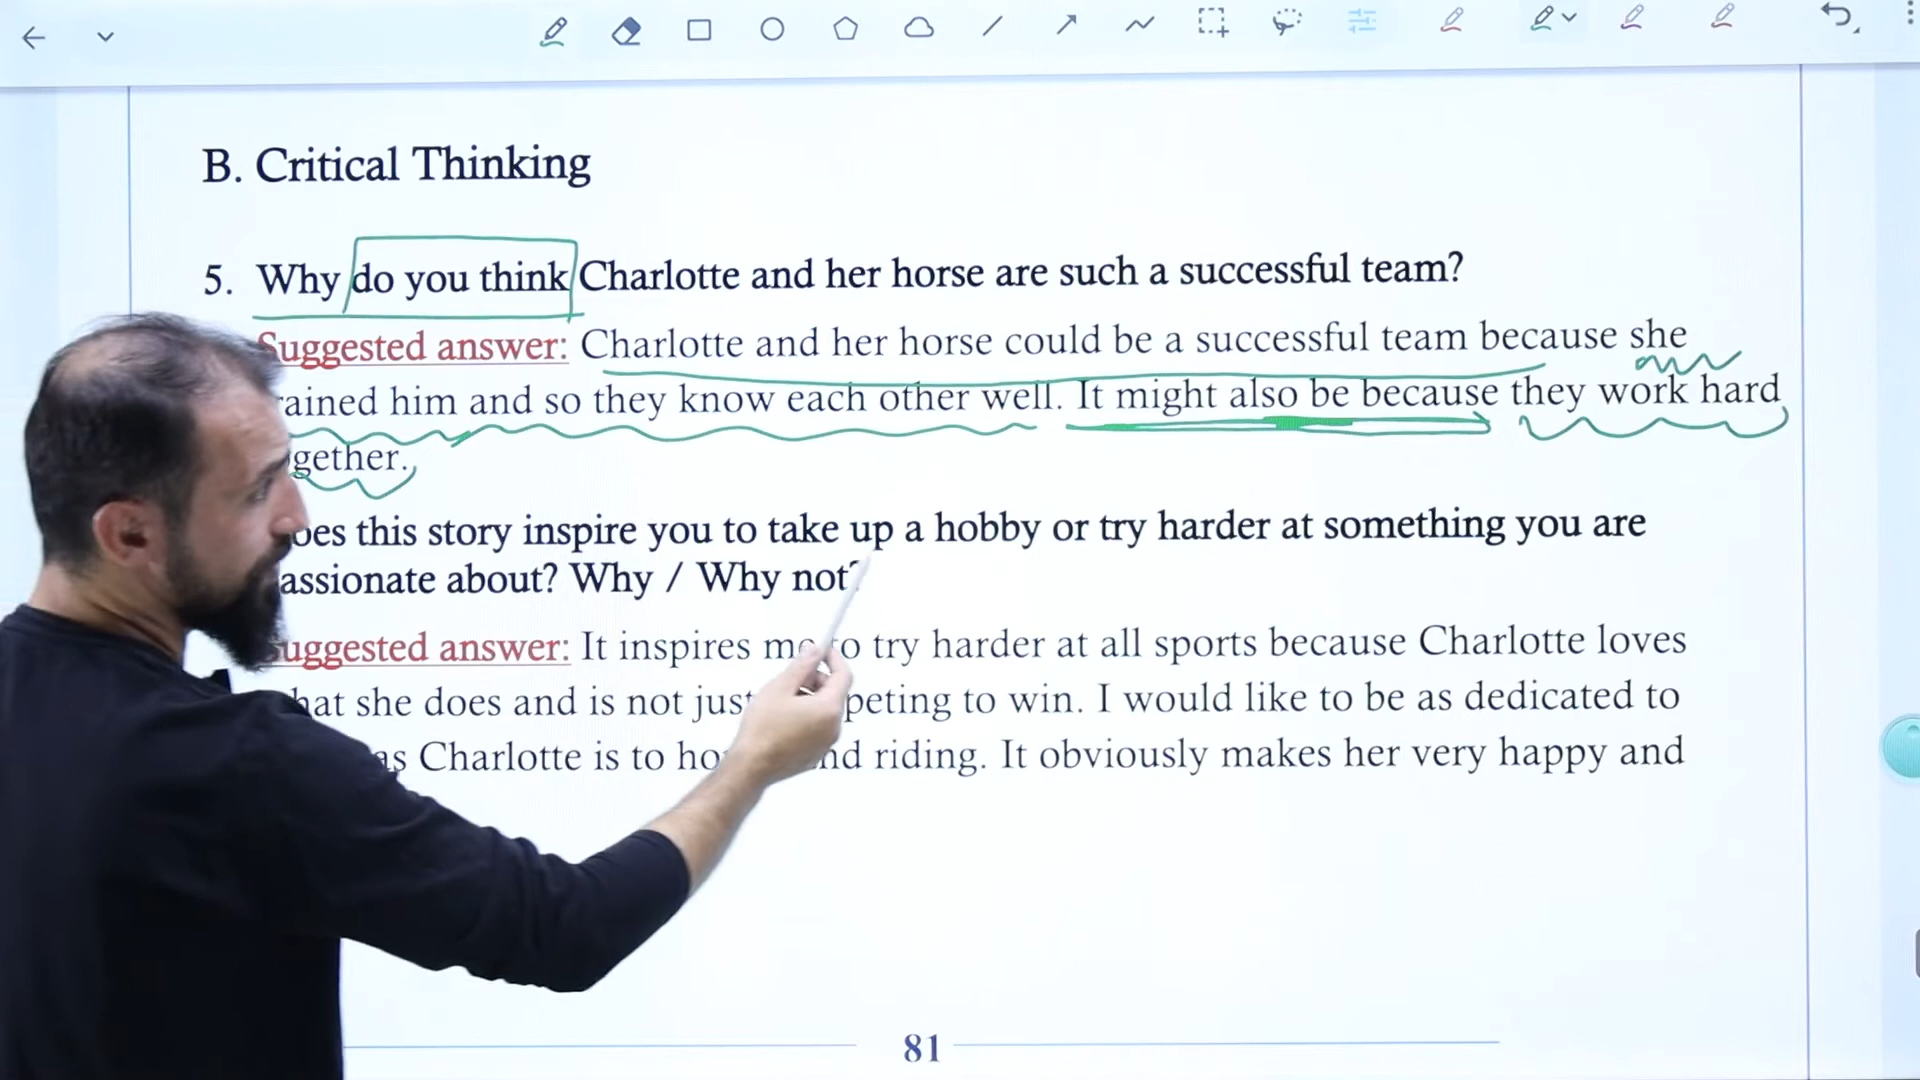 B. Critical Thinking
5. Why do you think Charlotte and her horse are such a successful team?
Suggested answer: Charlotte and her horse could be a successful team because she
rained him and so they know each other well. It might also be because they work hard
gether.
oes this story inspire you to take up a hobby or try harder at something you are
assionate about? Why / Why not?
uggested answer: It inspires me to try harder at all sports because Charlotte loves
hat she does and is not just peting to win. I would like to be as dedicated to
as Charlotte is to ho nd riding. It obviously makes her very happy and
81